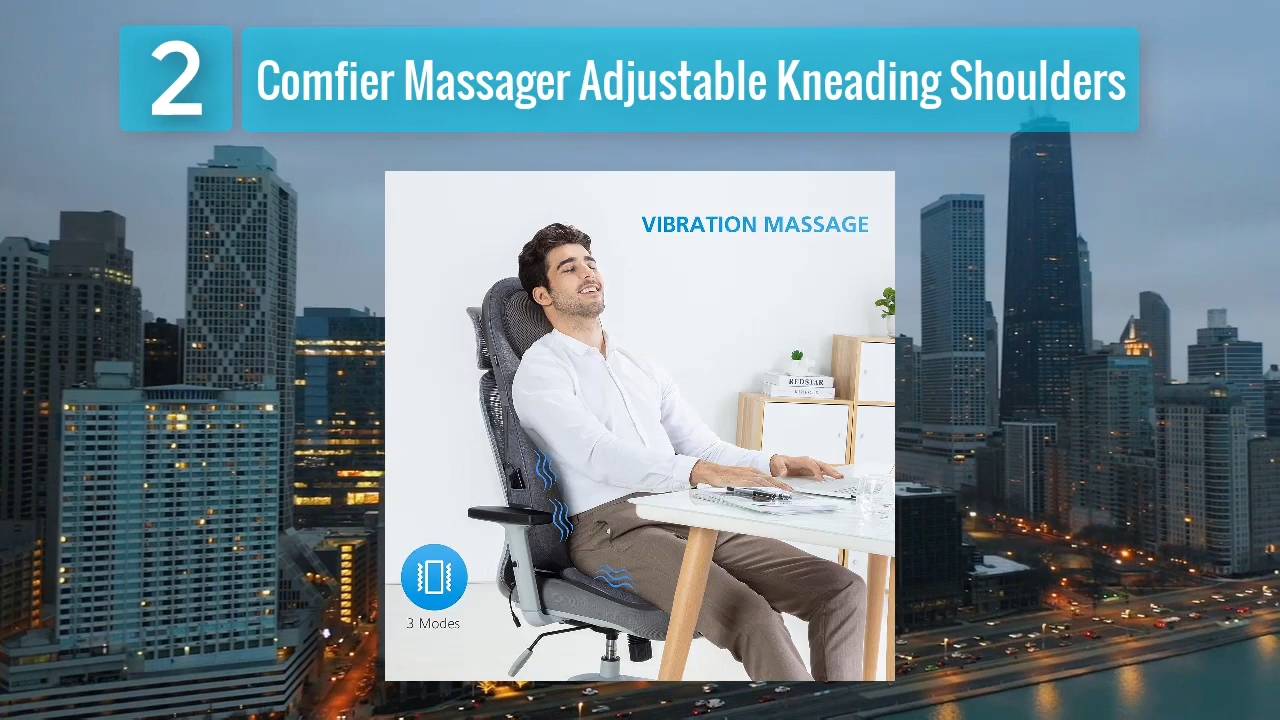 2
Comfier Massager Adjustable Kneading Shoulders
VIBRATION MASSAGE
REDSTAR
3 Modes